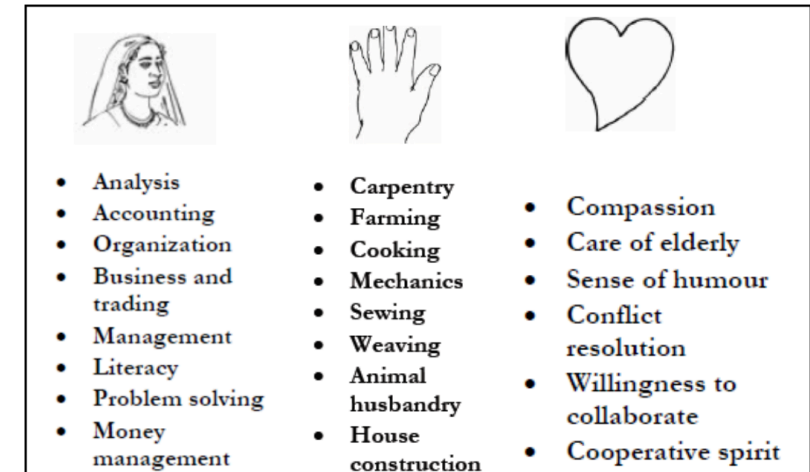 • Analysis
• Accounting
• Organization
• Business and
trading
• Management
• Literacy
• Problem solving
• Money
management
• Carpentry
• Farming
• Cooking
• Mechanics
• Sewing
• Weaving
• Animal
husbandry
• House
construction
• Compassion
• Care of elderly
• Sense of humour
• Conflict
resolution
• Willingness to
collaborate
• Cooperative spirit